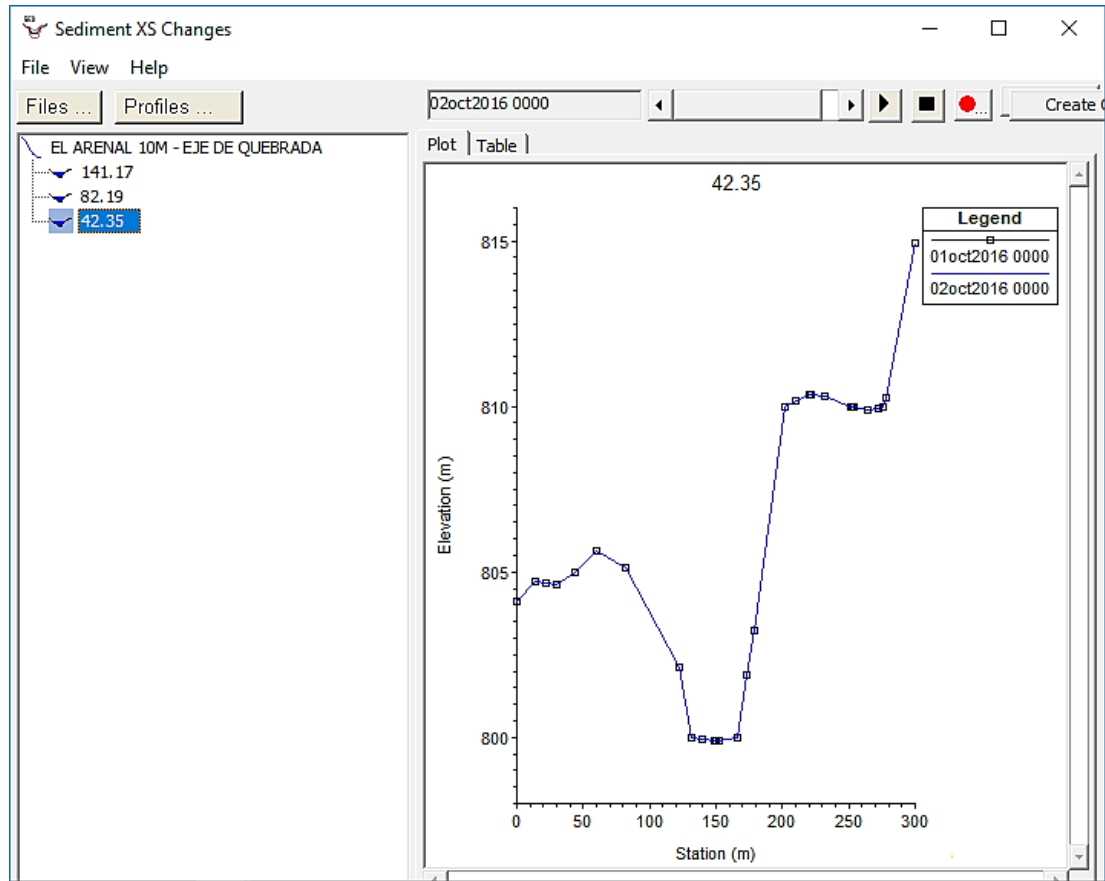 Sediment XS Changes
File View Help
Files ... Profiles ... 02oct2016 0000 ... Create
EL ARENAL 10M - EJE DE QUEBRADA
141.17
82.19
42.35
Plot Table
42.35
Legend
01oct2016 0000
02oct2016 0000
815
810
805
800
Elevation (m)
0 50 100 150 200 250 300
Station (m)